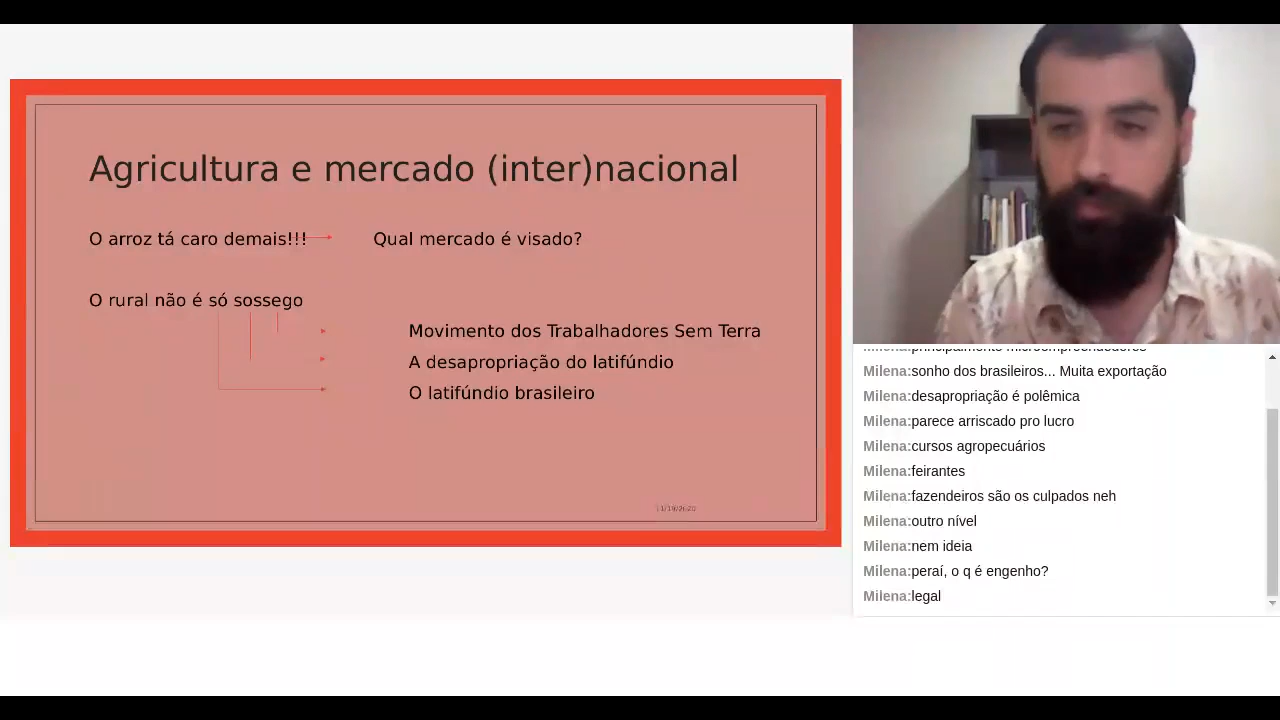 Agricultura e mercado (inter)nacional
O arroz tá caro demais!!! Qual mercado é visado?
O rural não é só sossego
Movimento dos Trabalhadores Sem Terra
A desapropriação do latifúndio
O latifúndio brasileiro
Milena:principalmente microempreendedores
Milena:sonho dos brasileiros... Muita exportação
Milena:desapropriação é polêmica
Milena:parece arriscado pro lucro
Milena:cursos agropecuários
Milena:feirantes
Milena:fazendeiros são os culpados neh
Milena:outro nível
Milena:nem ideia
Milena:peraí, o q é engenho?
Milena:legal